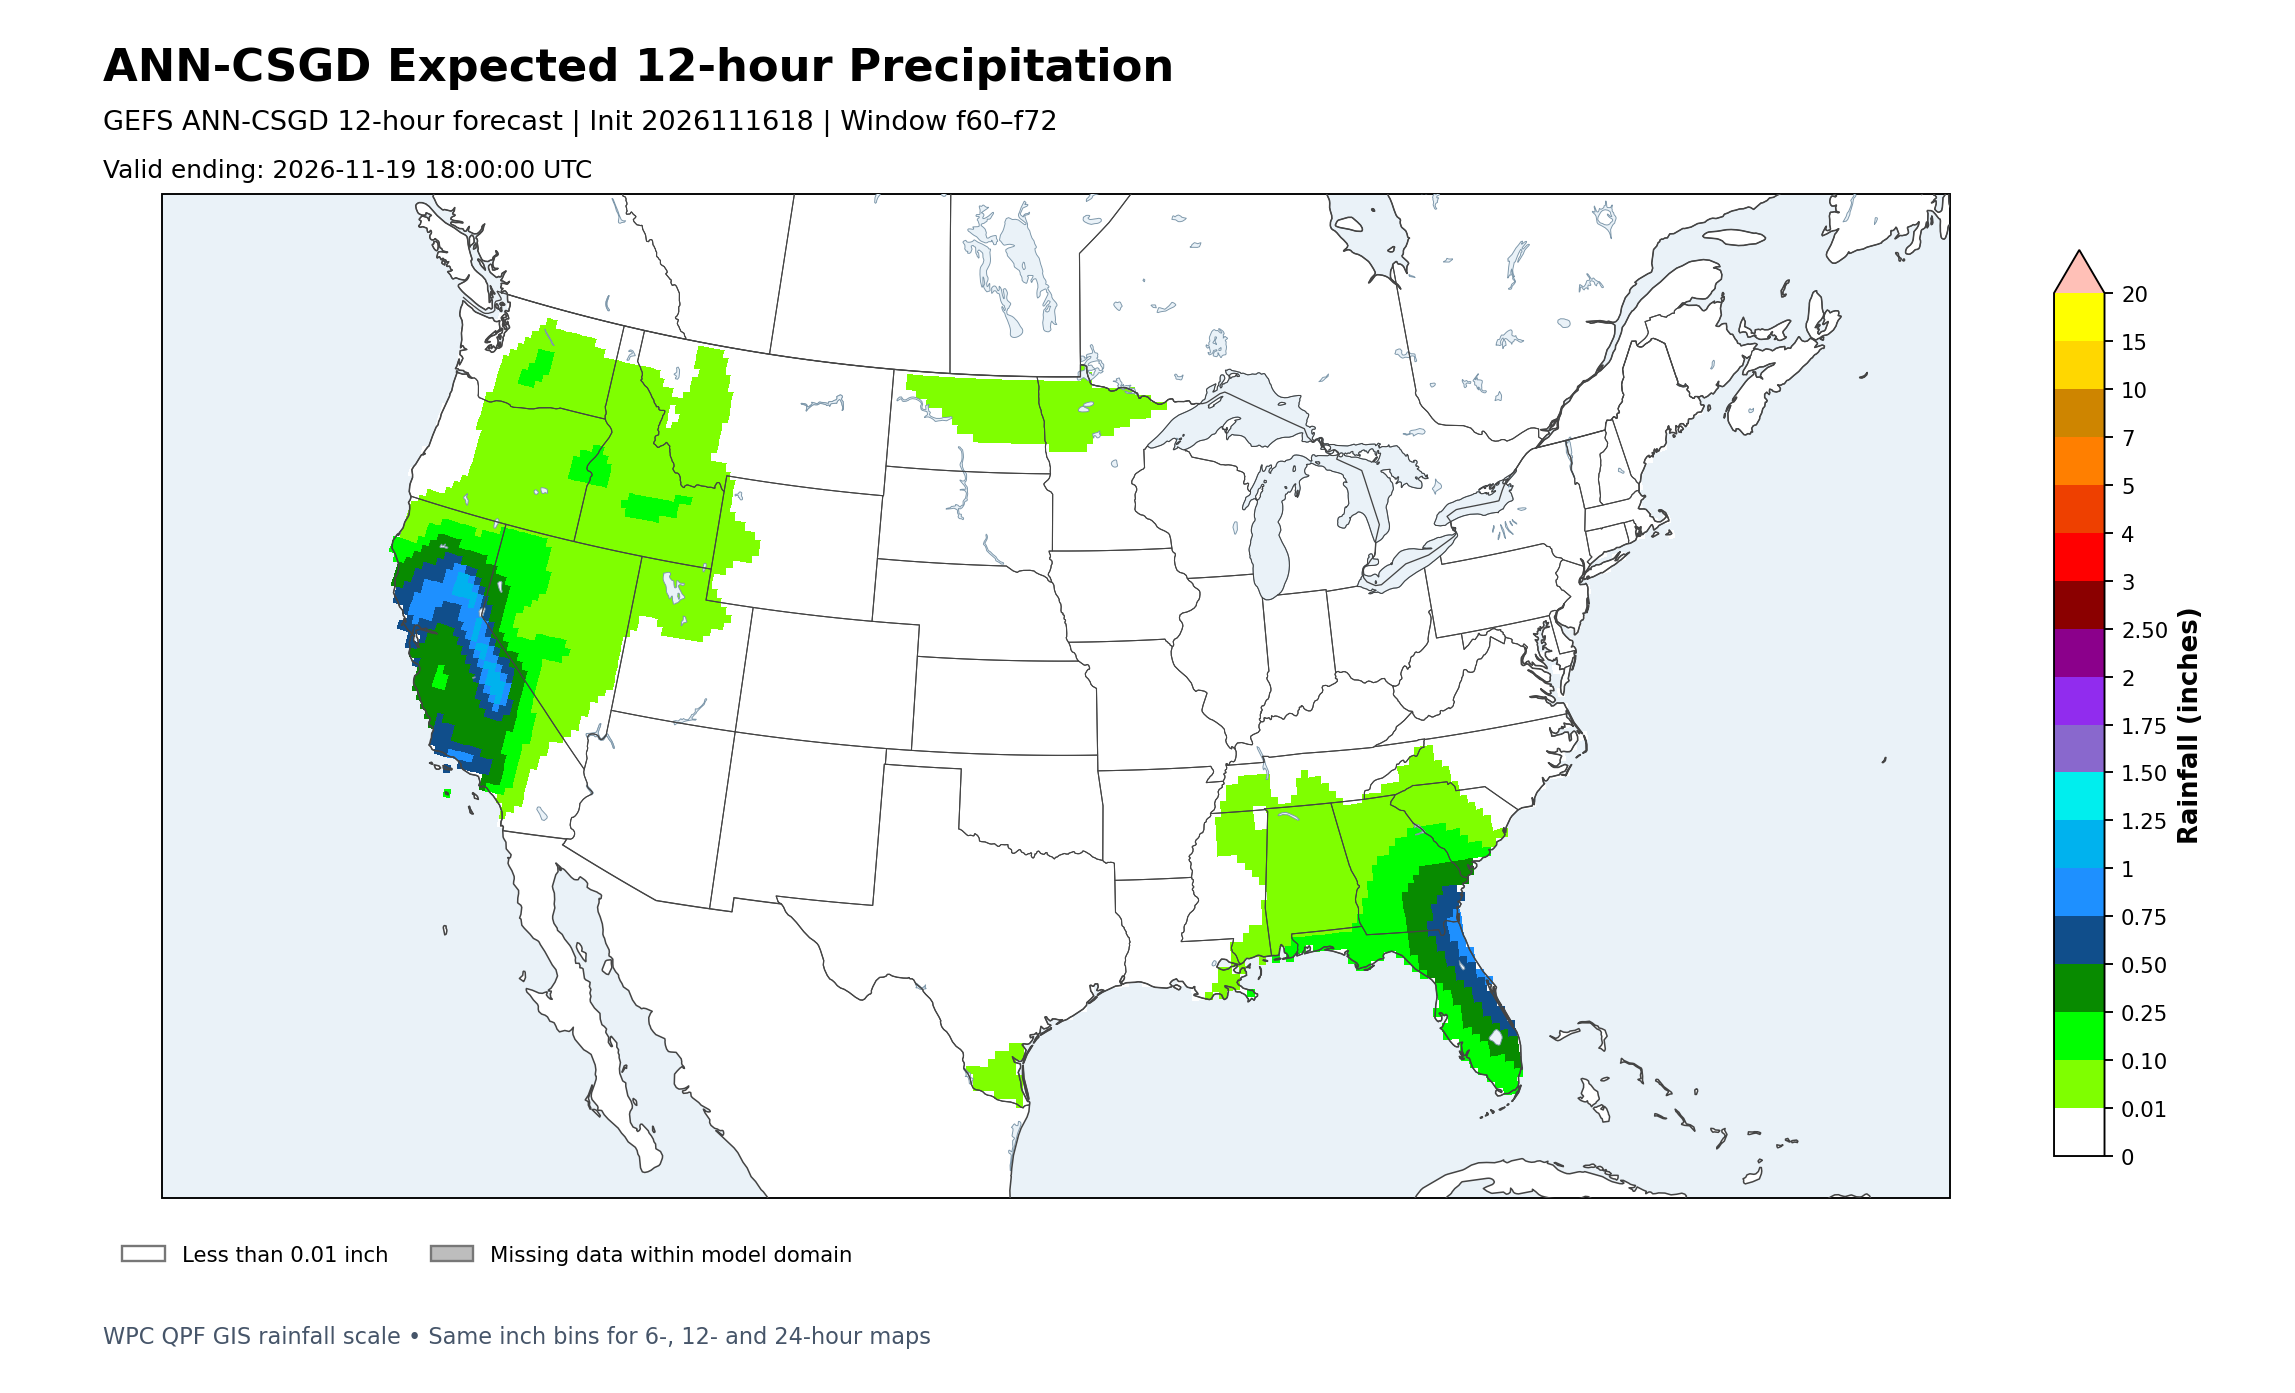 ANN-CSGD Expected 12-hour Precipitation
GEFS ANN-CSGD 12-hour forecast | Init 2026111618 | Window f60–f72
Valid ending: 2026-11-19 18:00:00 UTC
20
15
10
7
5
4
3
2.50
2
1.75
1.50
1.25
1
0.75
0.50
0.25
0.10
0.01
0
Rainfall (inches)
Less than 0.01 inch
Missing data within model domain
WPC QPF GIS rainfall scale • Same inch bins for 6-, 12- and 24-hour maps